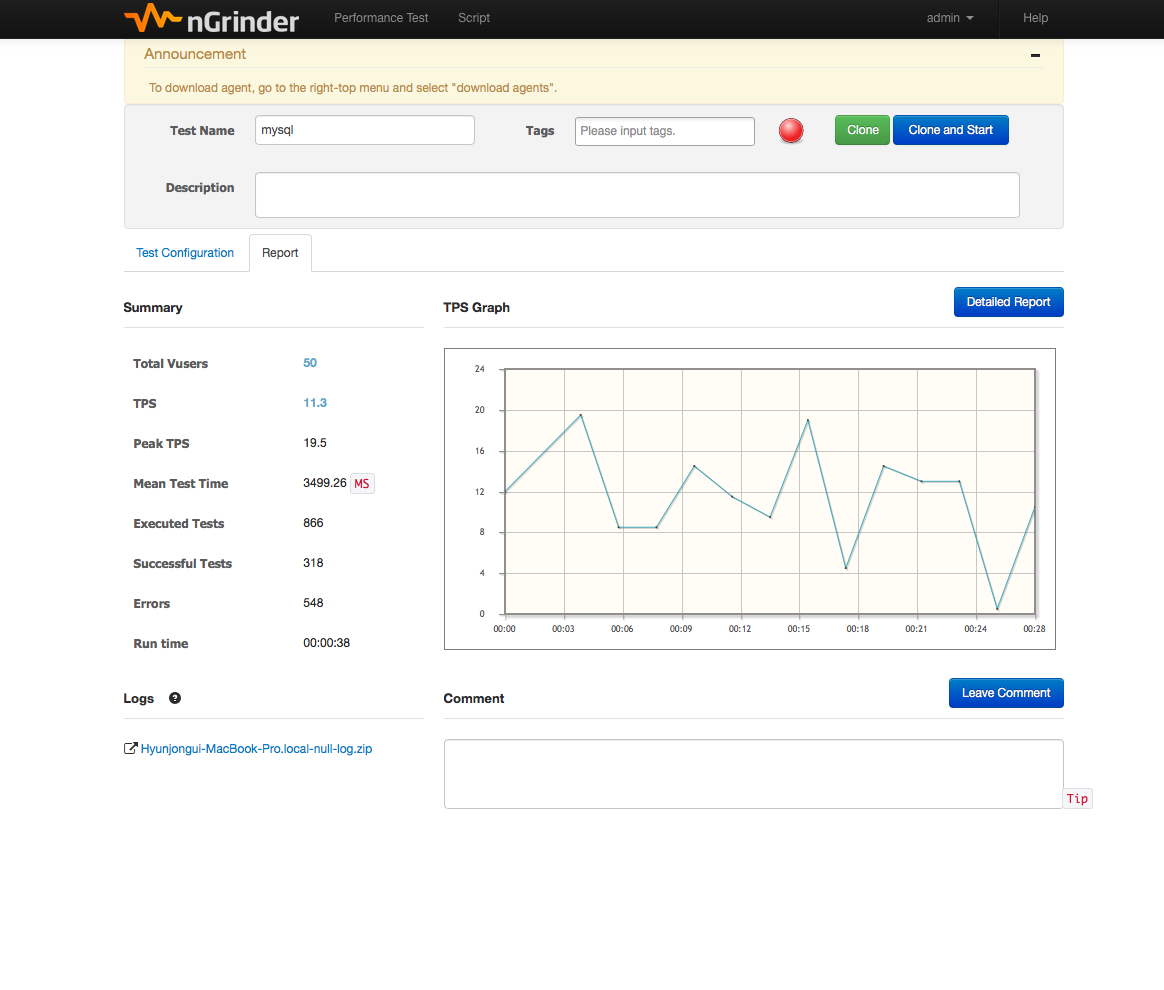 nGrinder Performance Test Script admin Help
Announcement
To download agent, go to the right-top menu and select "download agents".
Test Name mysql Tags Please input tags. Clone Clone and Start
Description
Test Configuration Report
Summary
Total Vusers 50
TPS 11.3
Peak TPS 19.5
Mean Test Time 3499.26 MS
Executed Tests 866
Successful Tests 318
Errors 548
Run time 00:00:38
TPS Graph Detailed Report
24
20
16
12
8
4
0
00:00 00:03 00:06 00:09 00:12 00:15 00:18 00:21 00:24 00:28
Logs ?
Hyunjongui-MacBook-Pro.local-null-log.zip
Comment Leave Comment
Tip